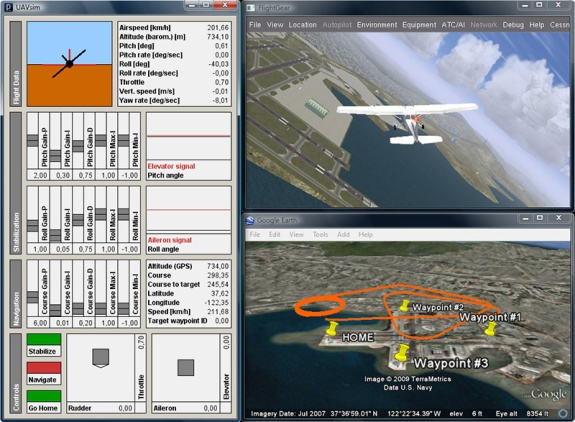 UAVsim
Flight Data
Airspeed [km/h] 201,66
Altitude (barom.) [m] 734,10
Pitch [deg] 0,61
Pitch rate [deg/sec] -0,00
Roll [deg] -40,03
Roll rate [deg/sec] -0,00
Throttle 0,70
Vert. speed [m/s] -0,01
Yaw rate [deg/sec] -8,01
Stabilization
Pitch Gain-P
Pitch Gain-I
Pitch Gain-D
Pitch Max-I
Pitch Min-I
2,00 0,30 0,75 1,00 -1,00
Elevator signal
Pitch angle
Roll Gain-P
Roll Gain-I
Roll Gain-D
Roll Max-I
Roll Min-I
1,00 0,05 0,75 1,00 -1,00
Aileron signal
Roll angle
Navigation
Course Gain-P
Course Gain-I
Course Gain-D
Course Max-I
Course Min-I
6,00 0,01 0,20 1,00 -1,00
Altitude (GPS) 734,00
Course 298,35
Course to target 245,54
Latitude 37,62
Longitude -122,35
Speed [km/h] 211,68
Target waypoint ID 0,00
Controls
Stabilize
Navigate
Go Home
Rudder 0,00
Throttle 0,70
Aileron 0,00
Elevator 0,00
FlightGear
File View Location Autopilot Environment Equipment ATC/AI Network Debug Help Cessn
Google Earth
File Edit View Tools Add Help
Waypoint #2
Waypoint #1
HOME
Waypoint #3
Image © 2009 TerraMetrics
Data U.S. Navy
Google
Imagery Date: Jul 2007 37°36'59.01" N 122°22'34.39" W elev 6 ft Eye alt 8354 ft